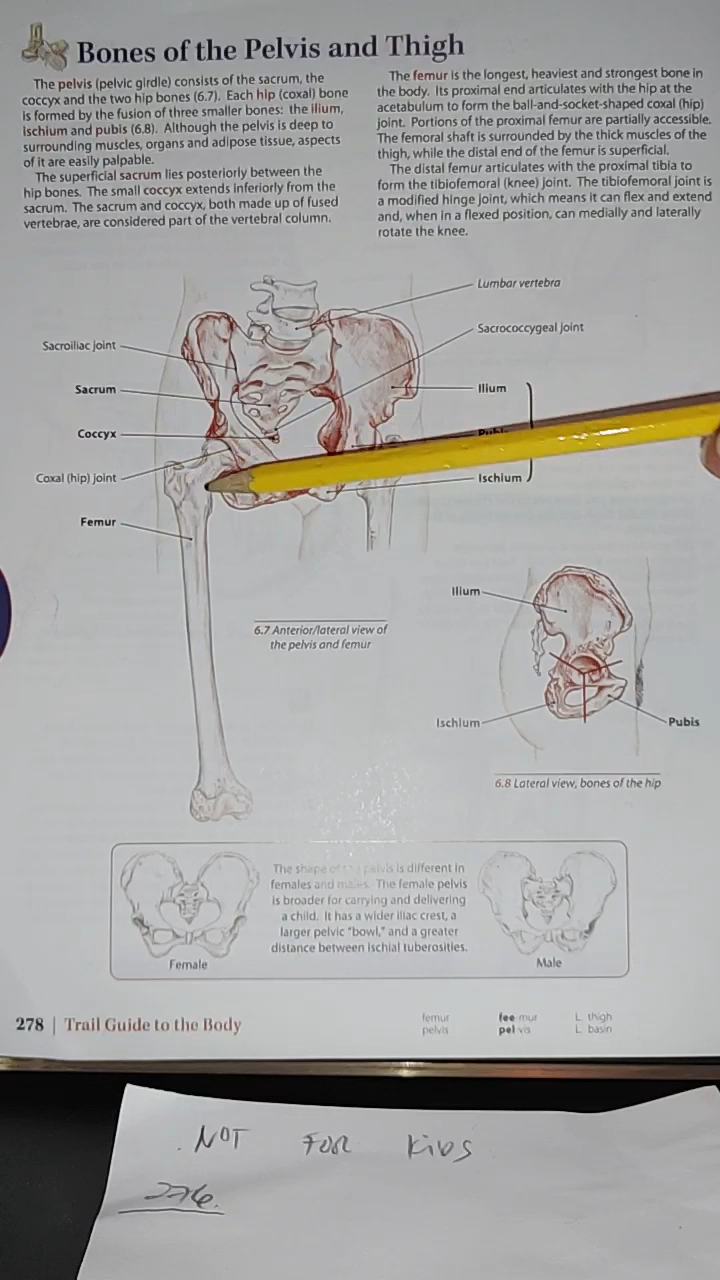 Bones of the Pelvis and Thigh
The pelvis (pelvic girdle) consists of the sacrum, the
coccyx and the two hip bones (6.7). Each hip (coxal) bone
is formed by the fusion of three smaller bones: the ilium,
ischium and pubis (6.8). Although the pelvis is deep to
surrounding muscles, organs and adipose tissue, aspects
of it are easily palpable.
The superficial sacrum lies posteriorly between the
hip bones. The small coccyx extends inferiorly from the
sacrum. The sacrum and coccyx, both made up of fused
vertebrae, are considered part of the vertebral column.
The femur is the longest, heaviest and strongest bone in
the body. Its proximal end articulates with the hip at the
acetabulum to form the ball-and-socket-shaped coxal (hip)
joint. Portions of the proximal femur are partially accessible.
The femoral shaft is surrounded by the thick muscles of the
thigh, while the distal end of the femur is superficial.
The distal femur articulates with the proximal tibia to
form the tibiofemoral (knee) joint. The tibiofemoral joint is
a modified hinge joint, which means it can flex and extend
and, when in a flexed position, can medially and laterally
rotate the knee.
Lumbar vertebra
Sacrococcygeal joint
Sacroiliac joint
Sacrum
Ilium
Coccyx
Coxal (hip) joint
Ischium
Femur
6.7 Anterior/lateral view of
the pelvis and femur
Ilium
Ischium
Pubis
6.8 Lateral view, bones of the hip
The shape of the pelvis is different in
females and males. The female pelvis
is broader for carrying and delivering
a child. It has a wider iliac crest, a
larger pelvic "bowl," and a greater
distance between ischial tuberosities.
Female
Male
278 | Trail Guide to the Body
femur fee mur L. thigh
pelvis pel vis L. basin
NOT FOR KIDS